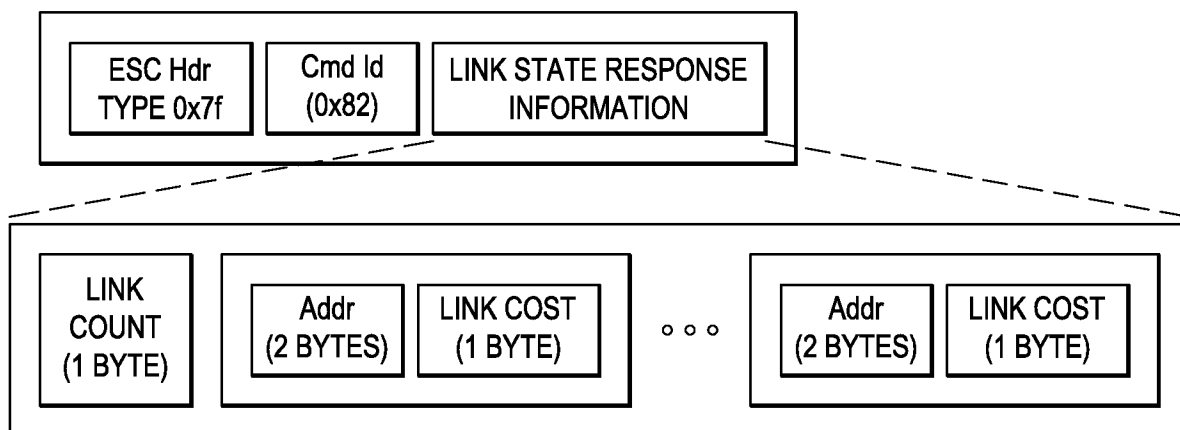 ESC Hdr
TYPE 0x7f
Cmd Id
(0x82)
LINK STATE RESPONSE
INFORMATION
LINK
COUNT
(1 BYTE)
Addr
(2 BYTES)
LINK COST
(1 BYTE)
Addr
(2 BYTES)
LINK COST
(1 BYTE)